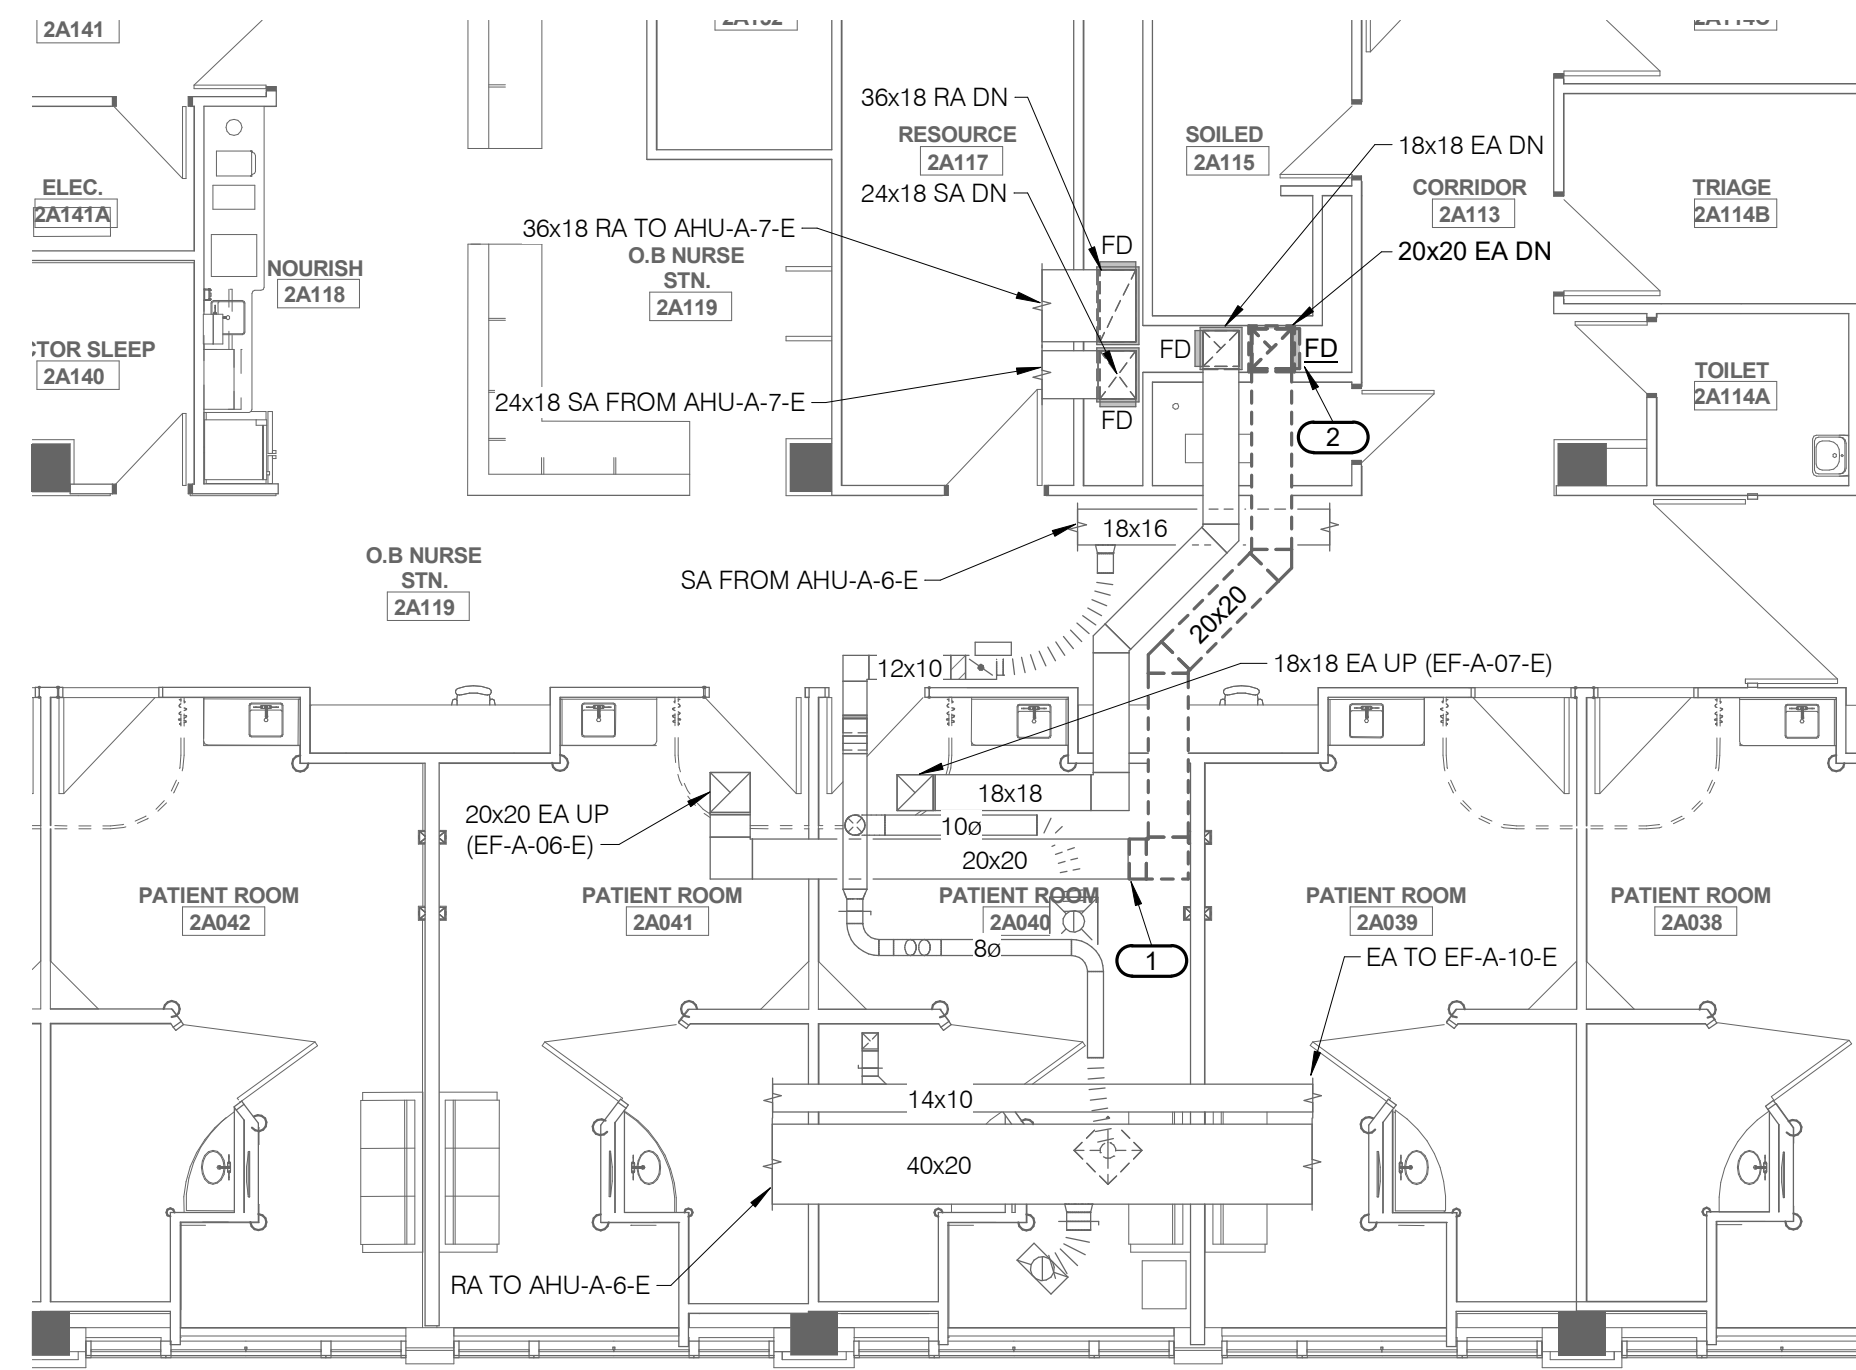 2A141
36x18 RA DN
RESOURCE
2A117
SOILED
2A115
18x18 EA DN
ELEC.
2A141A
24x18 SA DN
CORRIDOR
2A113
TRIAGE
2A114B
36x18 RA TO AHU-A-7-E
FD
20x20 EA DN
O.B NURSE
STN.
2A119
NOURISH
2A118
CTOR SLEEP
2A140
FD
FD
TOILET
2A114A
24x18 SA FROM AHU-A-7-E
FD
2
18x16
O.B NURSE
STN.
2A119
SA FROM AHU-A-6-E
20x20
12x10
18x18 EA UP (EF-A-07-E)
18x18
20x20 EA UP
(EF-A-06-E)
10ø
20x20
PATIENT ROOM
2A042
PATIENT ROOM
2A041
PATIENT ROOM
2A040
PATIENT ROOM
2A039
PATIENT ROOM
2A038
8ø
1
EA TO EF-A-10-E
14x10
40x20
RA TO AHU-A-6-E